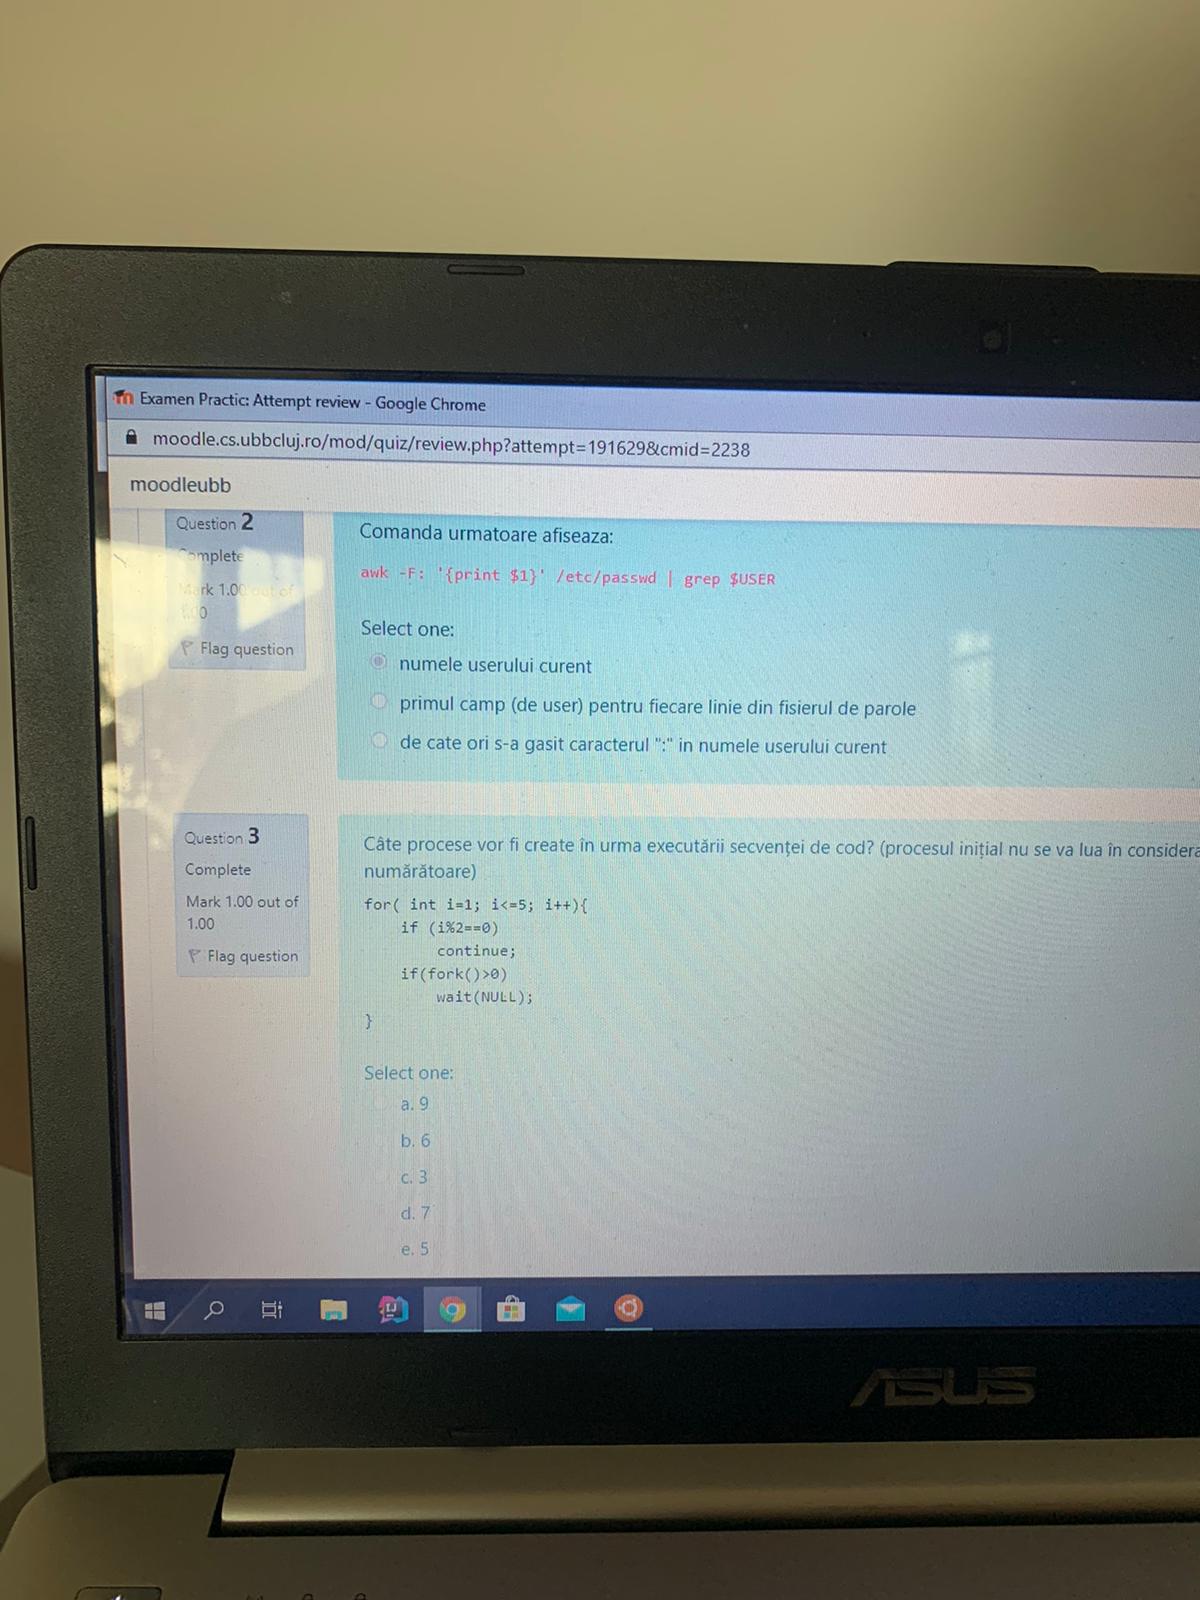 Examen Practic: Attempt review - Google Chrome
moodle.cs.ubbcluj.ro/mod/quiz/review.php?attempt=191629&cmid=2238
moodleubb
Question 2
Complete
Mark 1.00 out of
1.00
Flag question
Comanda urmatoare afiseaza:
awk -F: '{print $1}' /etc/passwd | grep $USER
Select one:
numele userului curent
primul camp (de user) pentru fiecare linie din fisierul de parole
de cate ori s-a gasit caracterul ":" in numele userului curent
Question 3
Complete
Mark 1.00 out of
1.00
Flag question
Câte procese vor fi create în urma executării secvenței de cod? (procesul inițial nu se va lua în considera
numărătoare)
for( int i=1; i<=5; i++){
if (i%2==0)
continue;
if(fork()>0)
wait(NULL);
}
Select one:
a. 9
b. 6
c. 3
d. 7
e. 5
ASUS